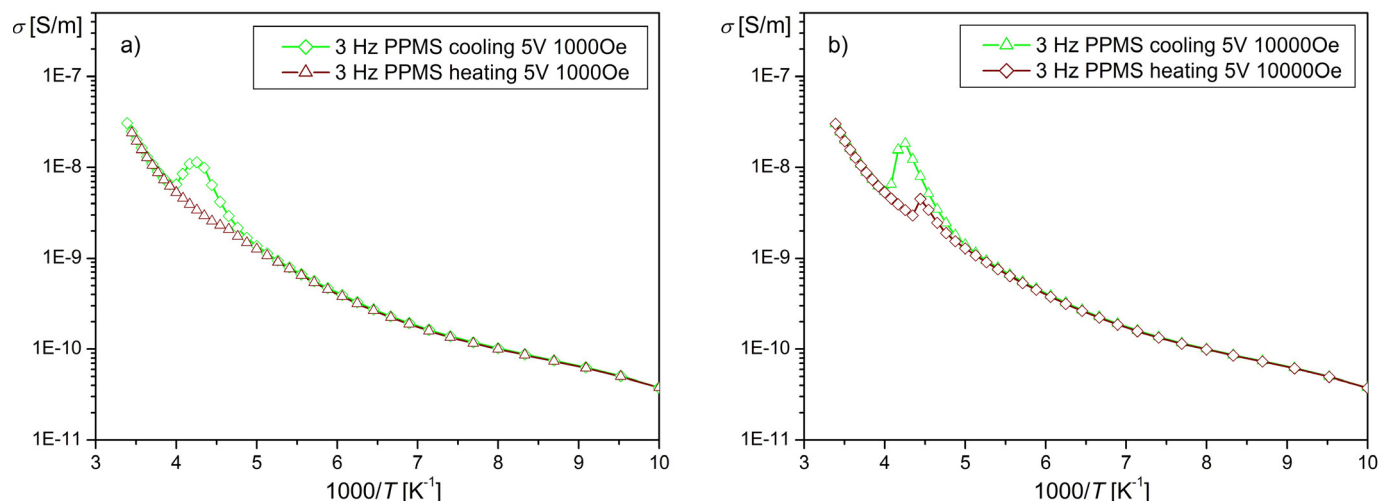 σ [S/m]
a)
3 Hz PPMS cooling 5V 1000Oe
3 Hz PPMS heating 5V 1000Oe
1E-7
1E-8
1E-9
1E-10
1E-11
3 4 5 6 7 8 9 10
1000/T [K⁻¹]
σ [S/m]
b)
3 Hz PPMS cooling 5V 10000Oe
3 Hz PPMS heating 5V 10000Oe
1E-7
1E-8
1E-9
1E-10
1E-11
3 4 5 6 7 8 9 10
1000/T [K⁻¹]